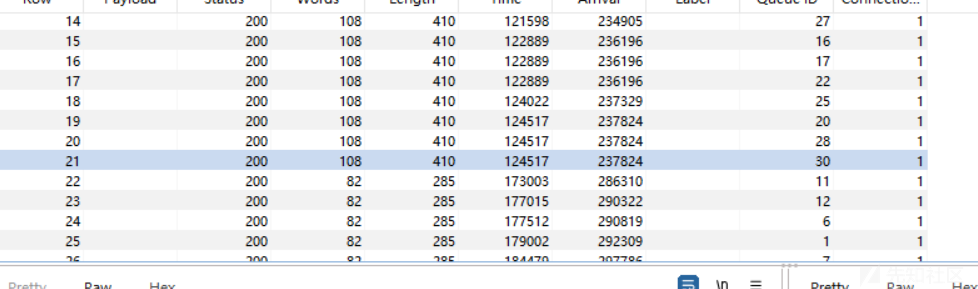 Row Payload Status Words Length Time Arrival Label Queue ID Connectio...
14 200 108 410 121598 234905 27 1
15 200 108 410 122889 236196 16 1
16 200 108 410 122889 236196 17 1
17 200 108 410 122889 236196 22 1
18 200 108 410 124022 237329 25 1
19 200 108 410 124517 237824 20 1
20 200 108 410 124517 237824 28 1
21 200 108 410 124517 237824 30 1
22 200 82 285 173003 286310 11 1
23 200 82 285 177015 290322 12 1
24 200 82 285 177512 290819 6 1
25 200 82 285 179002 292309 1 1
26 200 82 285 184479 297786 7 1
Pretty Raw Hex \n Pretty Raw Hex
先知社区